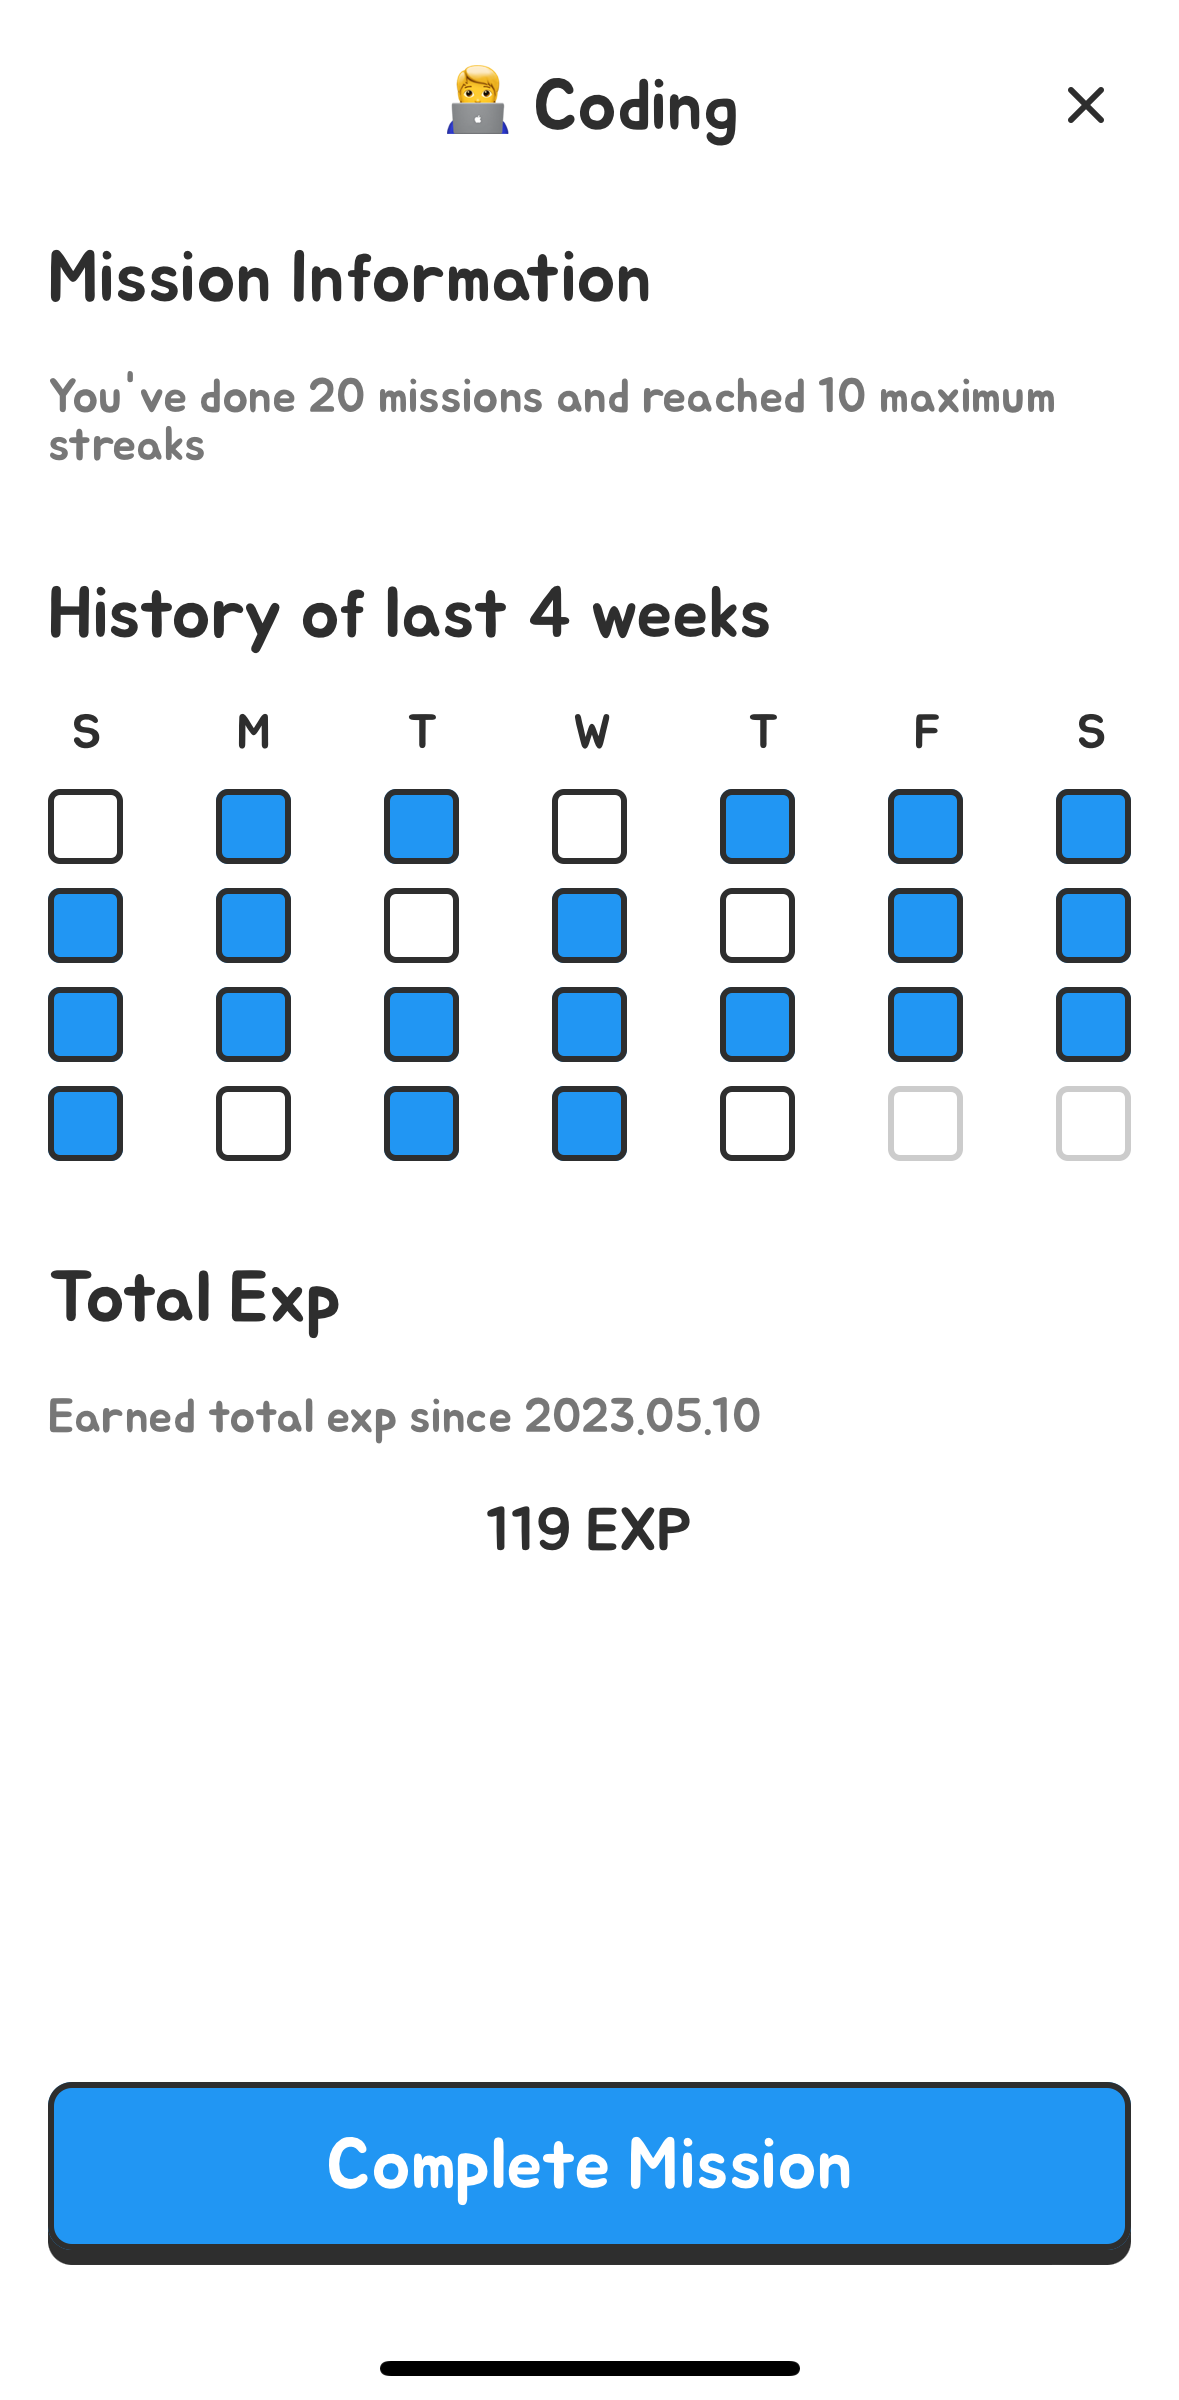 Coding
Mission Information
You've done 20 missions and reached 10 maximum
streaks
History of last 4 weeks
S M T W T F S
Total Exp
Earned total exp since 2023.05.10
119 EXP
Complete Mission